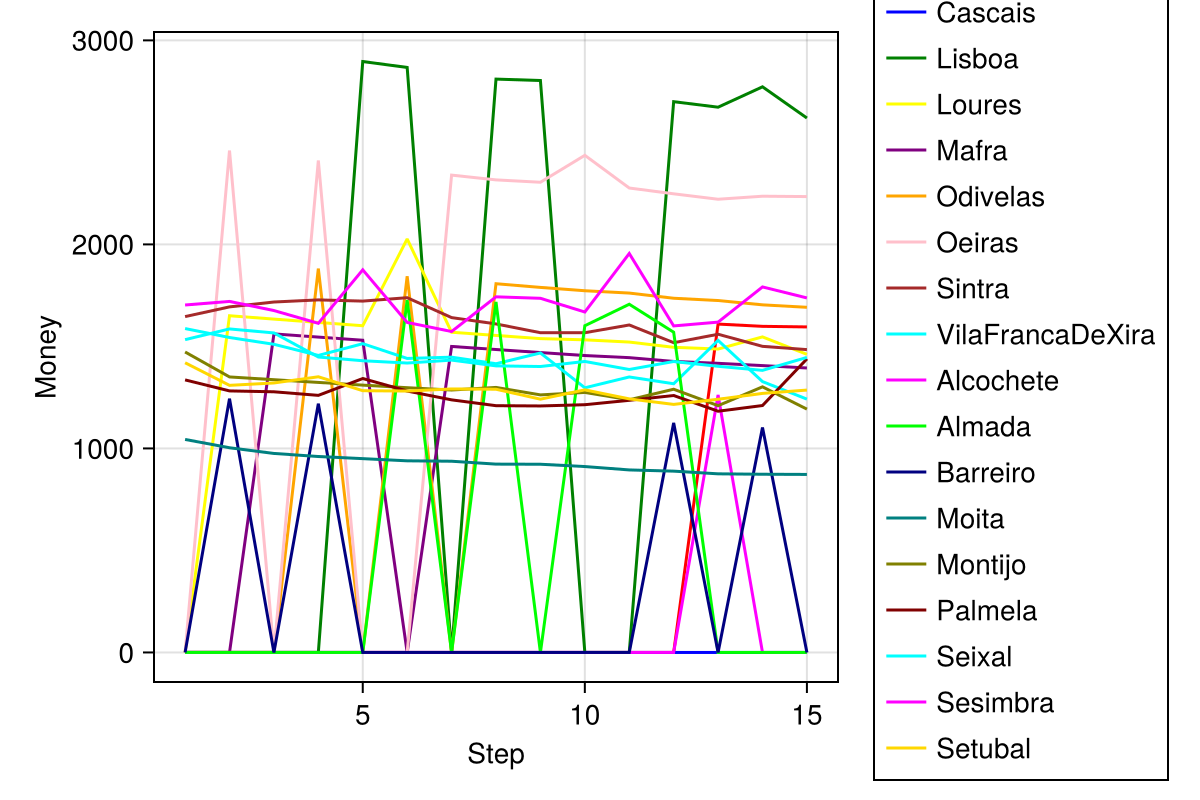 3000
2000
1000
0
Money
5 10 15
Step
Cascais
Lisboa
Loures
Mafra
Odivelas
Oeiras
Sintra
VilaFrancaDeXira
Alcochete
Almada
Barreiro
Moita
Montijo
Palmela
Seixal
Sesimbra
Setubal